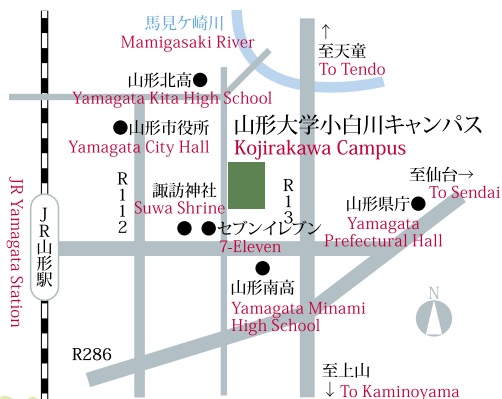 馬見ケ崎川
Mamigasaki River
↑
至天童
To Tendo
山形北高
Yamagata Kita High School
山形市役所
Yamagata City Hall
山形大学小白川キャンパス
Kojirakawa Campus
至仙台→
To Sendai
R112
諏訪神社
Suwa Shrine
R13
山形県庁
Yamagata
Prefectural Hall
セブンイレブン
7-Eleven
JR山形駅
JR Yamagata Station
山形南高
Yamagata Minami
High School
N
R286
至上山
↓ To Kaminoyama